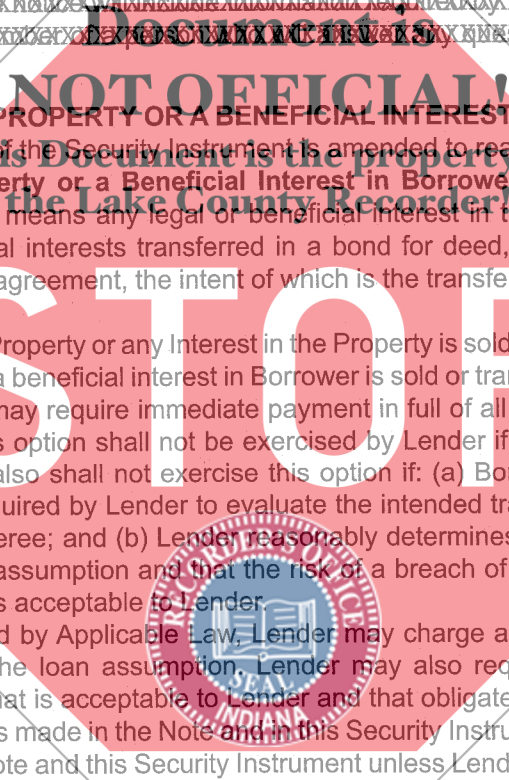 Document is
NOT OFFICIAL!
PROPERTY OR A BENEFICIAL INTEREST
of the Security Instrument is amended to rea
is Document is the property
erty or a Beneficial Interest in Borrowe
the Lake County Recorder!
means any legal or beneficial interest in t
al interests transferred in a bond for deed,
agreement, the intent of which is the transfe
STOP
Property or any Interest in the Property is sold
a beneficial interest in Borrower is sold or tran
may require immediate payment in full of all
s option shall not be exercised by Lender if
also shall not exercise this option if: (a) Bo
uired by Lender to evaluate the intended tra
eree; and (b) Lender reasonably determines
assumption and that the risk of a breach of
s acceptable to Lender.
d by Applicable Law, Lender may charge a
he loan assumption. Lender may also requ
hat is acceptable to Lender and that obligate
s made in the Note and in this Security Instru
ote and this Security Instrument unless Lend
RECORDER'S OFFICE
SEAL
INDIANA